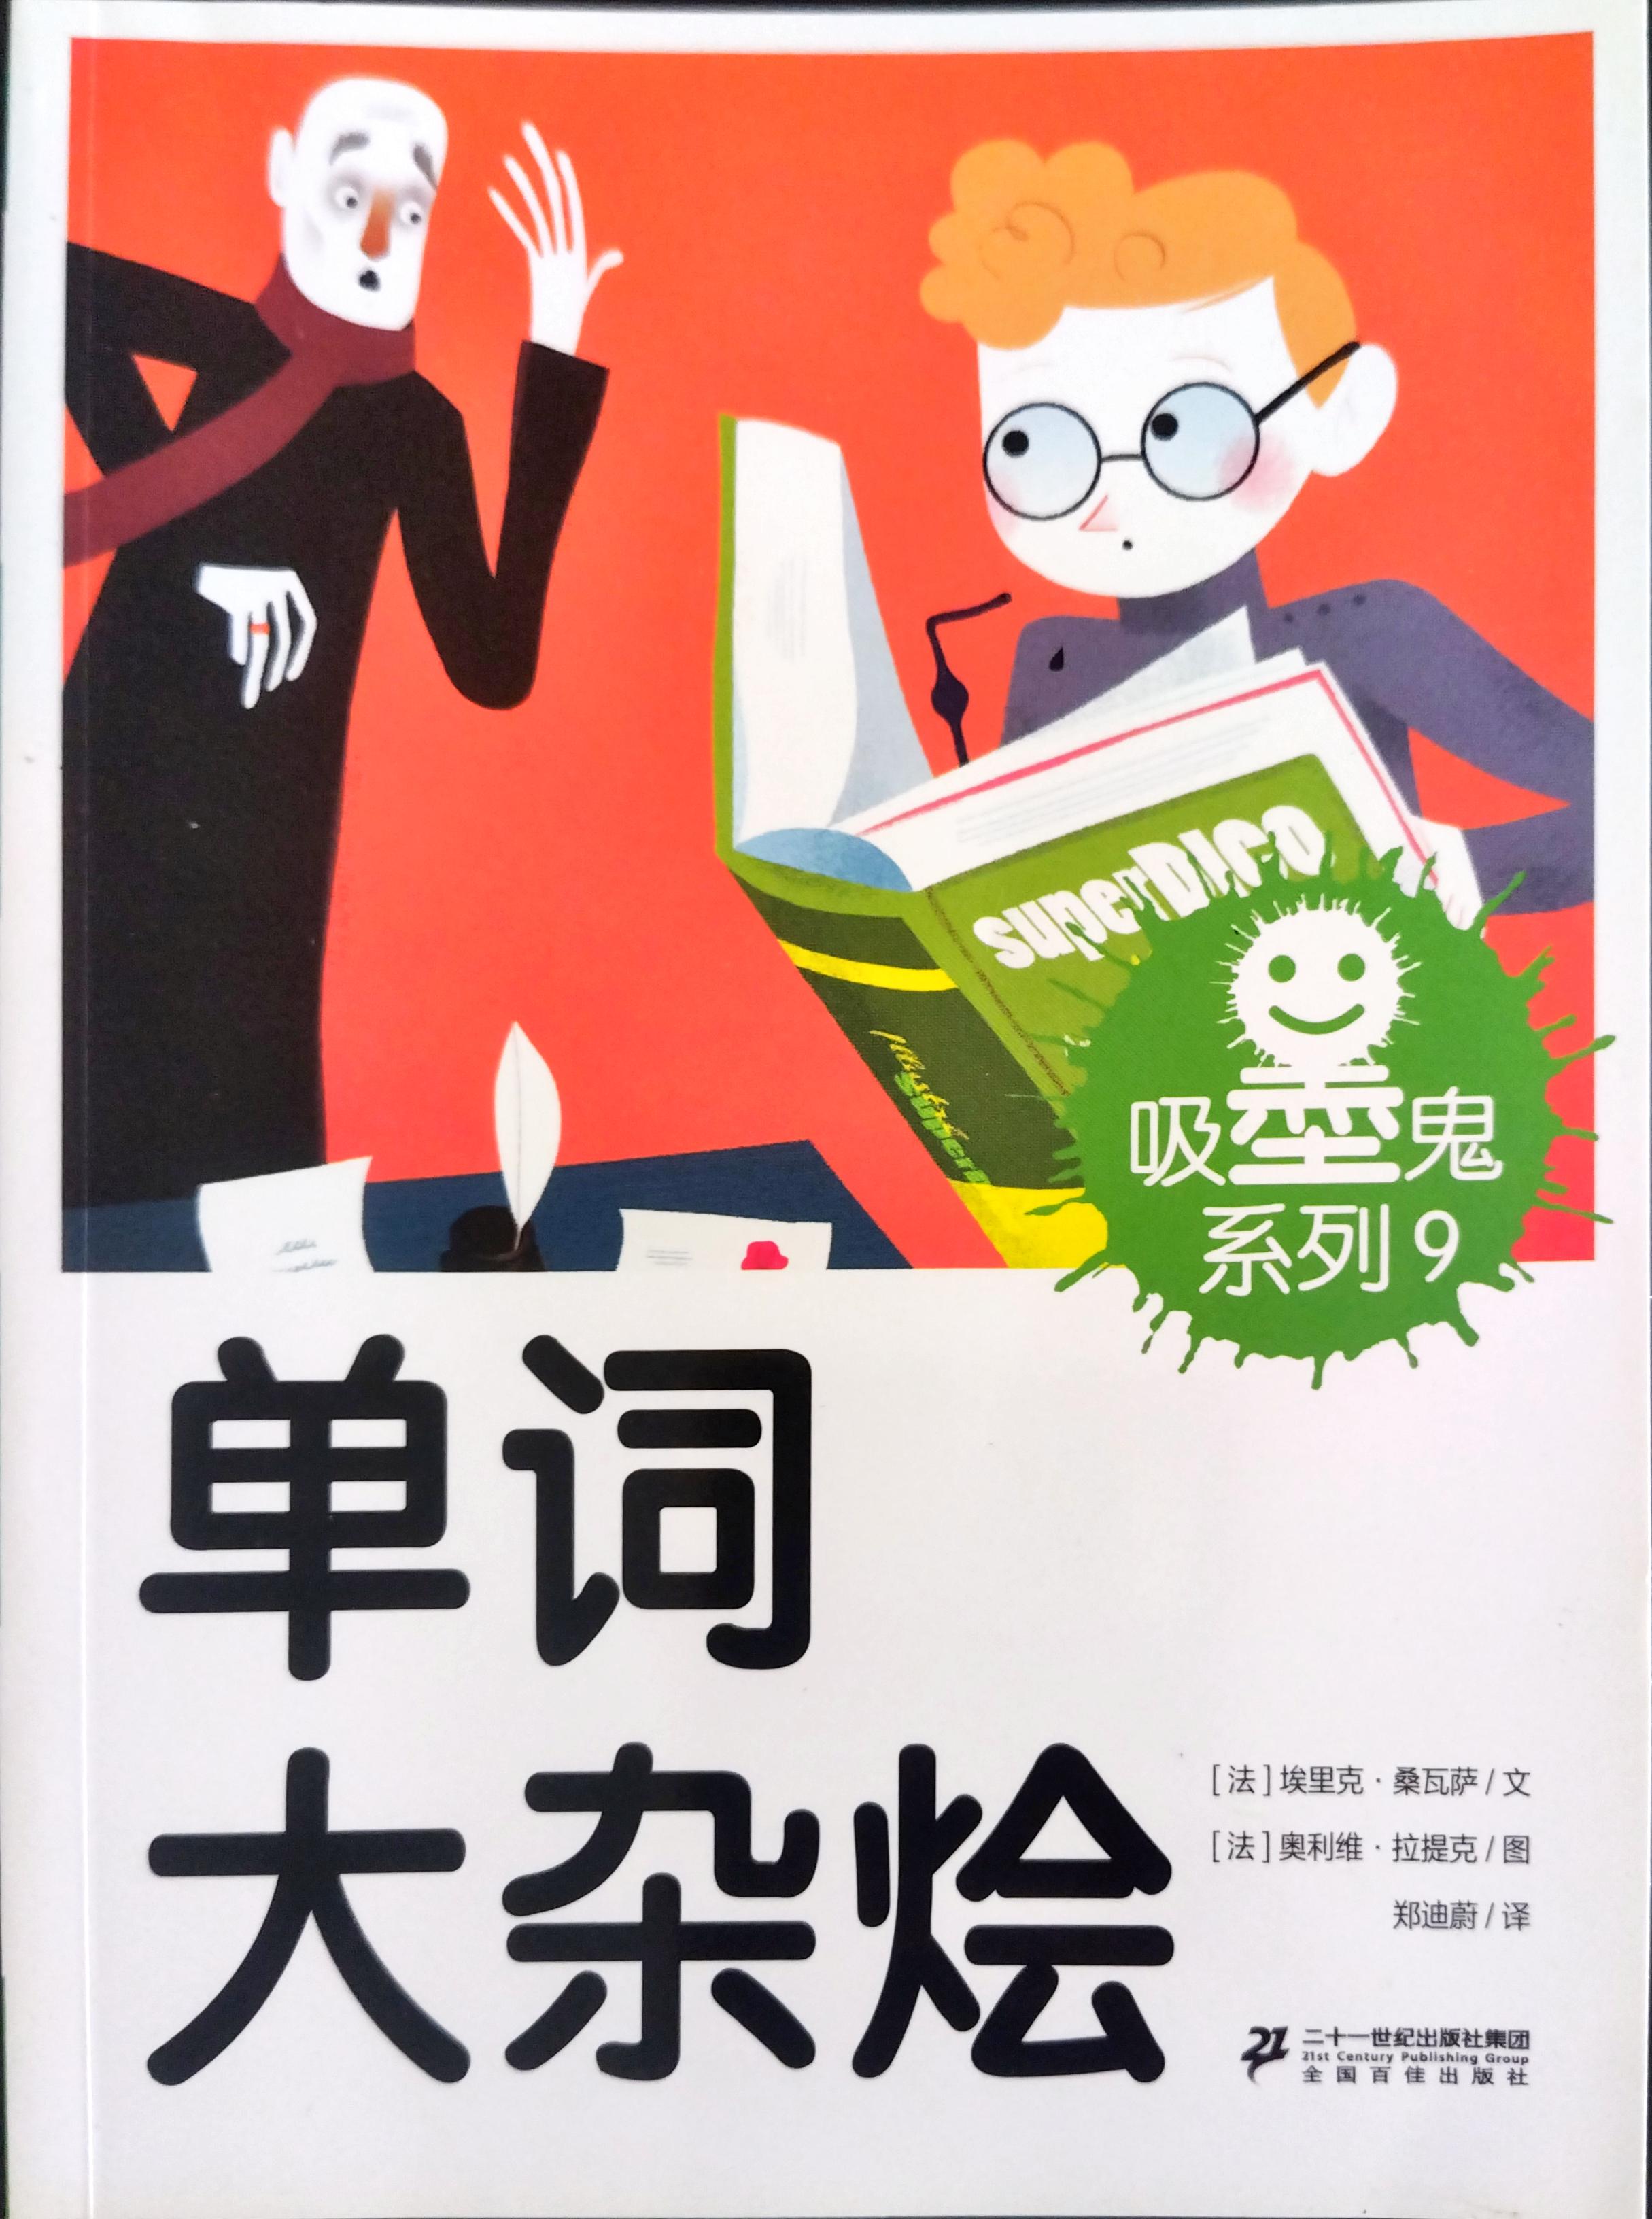 superDICO
吸墨鬼
系列9
单词
大杂烩
[法]埃里克·桑瓦萨/文
[法]奥利维·拉提克/图
郑迪蔚/译
21 二十一世纪出版社集团
21st Century Publishing Group
全国百佳出版社